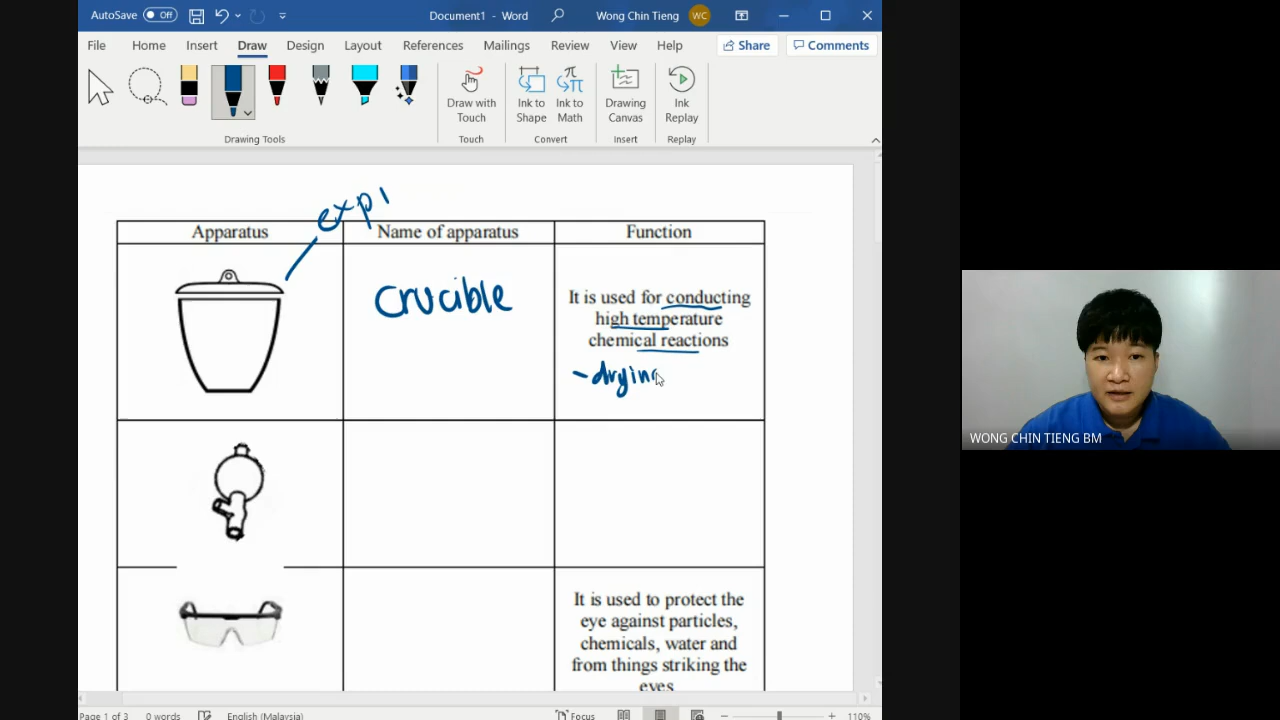 AutoSave Off Document1 - Word Wong Chin Tieng WC
File Home Insert Draw Design Layout References Mailings Review View Help Share Comments
Draw with Touch
Ink to Shape
Ink to Math
Drawing Canvas
Ink Replay
Drawing Tools Touch Convert Insert Replay
expl
Apparatus Name of apparatus Function
crucible
It is used for conducting
high temperature
chemical reactions
- drying
It is used to protect the
eye against particles,
chemicals, water and
from things striking the
eyes
WONG CHIN TIENG BM
Page 1 of 3 0 words English (Malaysia) Focus 110%